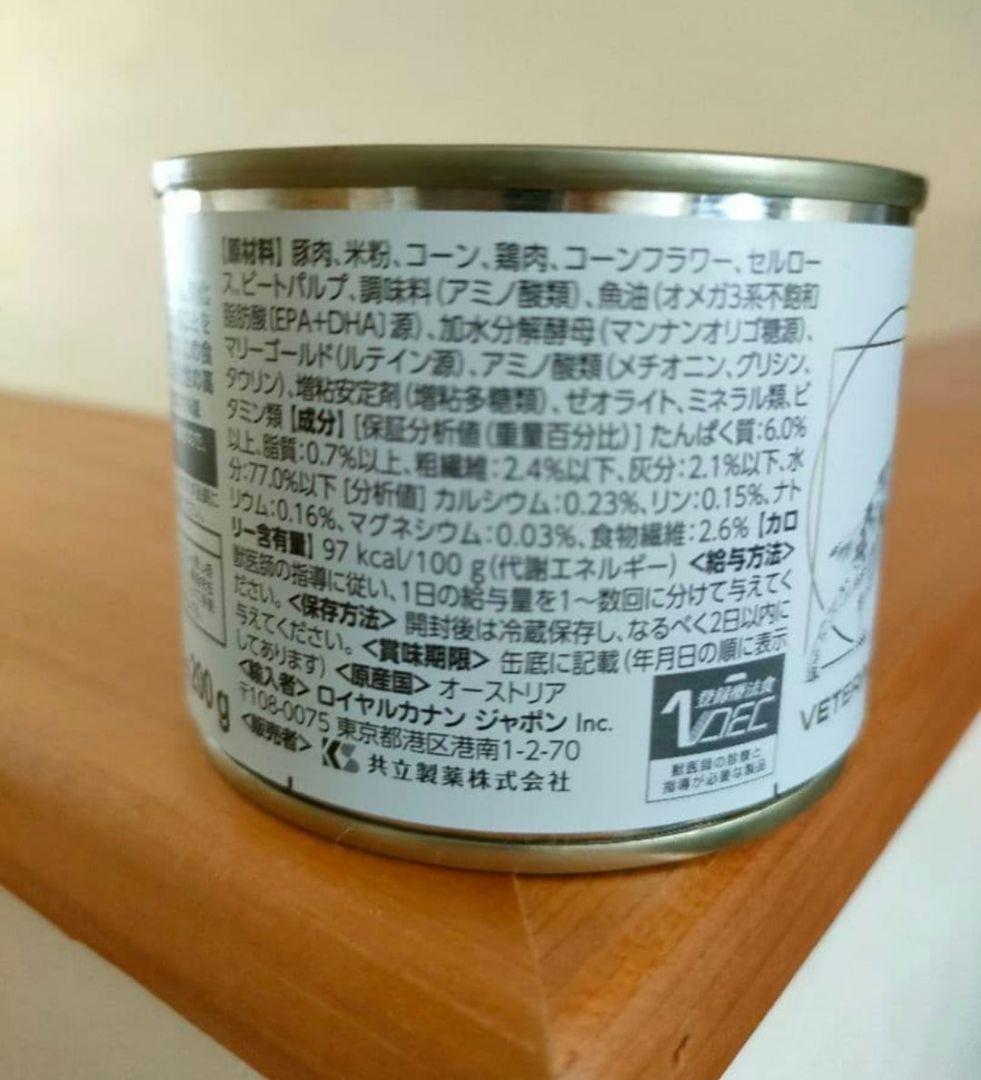 【原材料】豚肉、米粉、コーン、鶏肉、コーンフラワー、セルロー
ス、ビートパルプ、調味料(アミノ酸類)、魚油(オメガ3系不飽和
脂肪酸[EPA+DHA]源)、加水分解酵母(マンナンオリゴ糖源)、
マリーゴールド(ルテイン源)、アミノ酸類(メチオニン、グリシン、
タウリン)、増粘安定剤(増粘多糖類)、ゼオライト、ミネラル類、ビ
タミン類【成分】[保証分析値(重量百分比)]たんぱく質:6.0%
以上、脂質:0.7%以上、粗繊維:2.4%以下、灰分:2.1%以下、水
分:77.0%以下 [分析値] カルシウム:0.23%、リン:0.15%、ナト
リウム:0.16%、マグネシウム:0.03%、食物繊維:2.6%【カロ
リー含有量】97 kcal/100 g(代謝エネルギー)<給与方法>
獣医師の指導に従い、1日の給与量を1〜数回に分けて与えてく
ださい。<保存方法> 開封後は冷蔵保存し、なるべく2日以内に
与えてください。<賞味期限> 缶底に記載(年月日の順に表示
してあります)<原産国>オーストリア
<輸入者>ロイヤルカナン ジャポン Inc.
〒108-0075 東京都港区港南1-2-70
<販売者> KS 共立製薬株式会社
登録療法食
VDEC
獣医師の診療と
指導が必要な製品
200 g
VETER